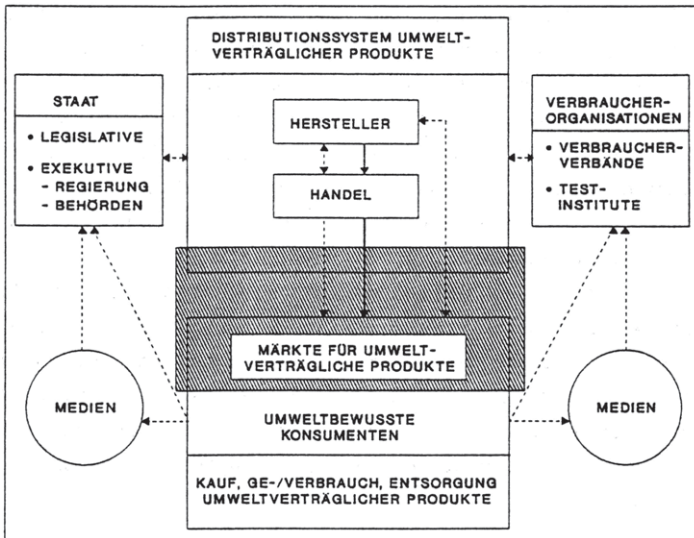 DISTRIBUTIONSSYSTEM UMWELT-
VERTRÄGLICHER PRODUKTE
STAAT
• LEGISLATIVE
• EXEKUTIVE
- REGIERUNG
- BEHÖRDEN
HERSTELLER
HANDEL
VERBRAUCHER-
ORGANISATIONEN
• VERBRAUCHER-
VERBÄNDE
• TEST-
INSTITUTE
MÄRKTE FÜR UMWELT-
VERTRÄGLICHE PRODUKTE
MEDIEN
UMWELTBEWUSSTE
KONSUMENTEN
MEDIEN
KAUF, GE-/VERBRAUCH, ENTSORGUNG
UMWELTVERTRÄGLICHER PRODUKTE